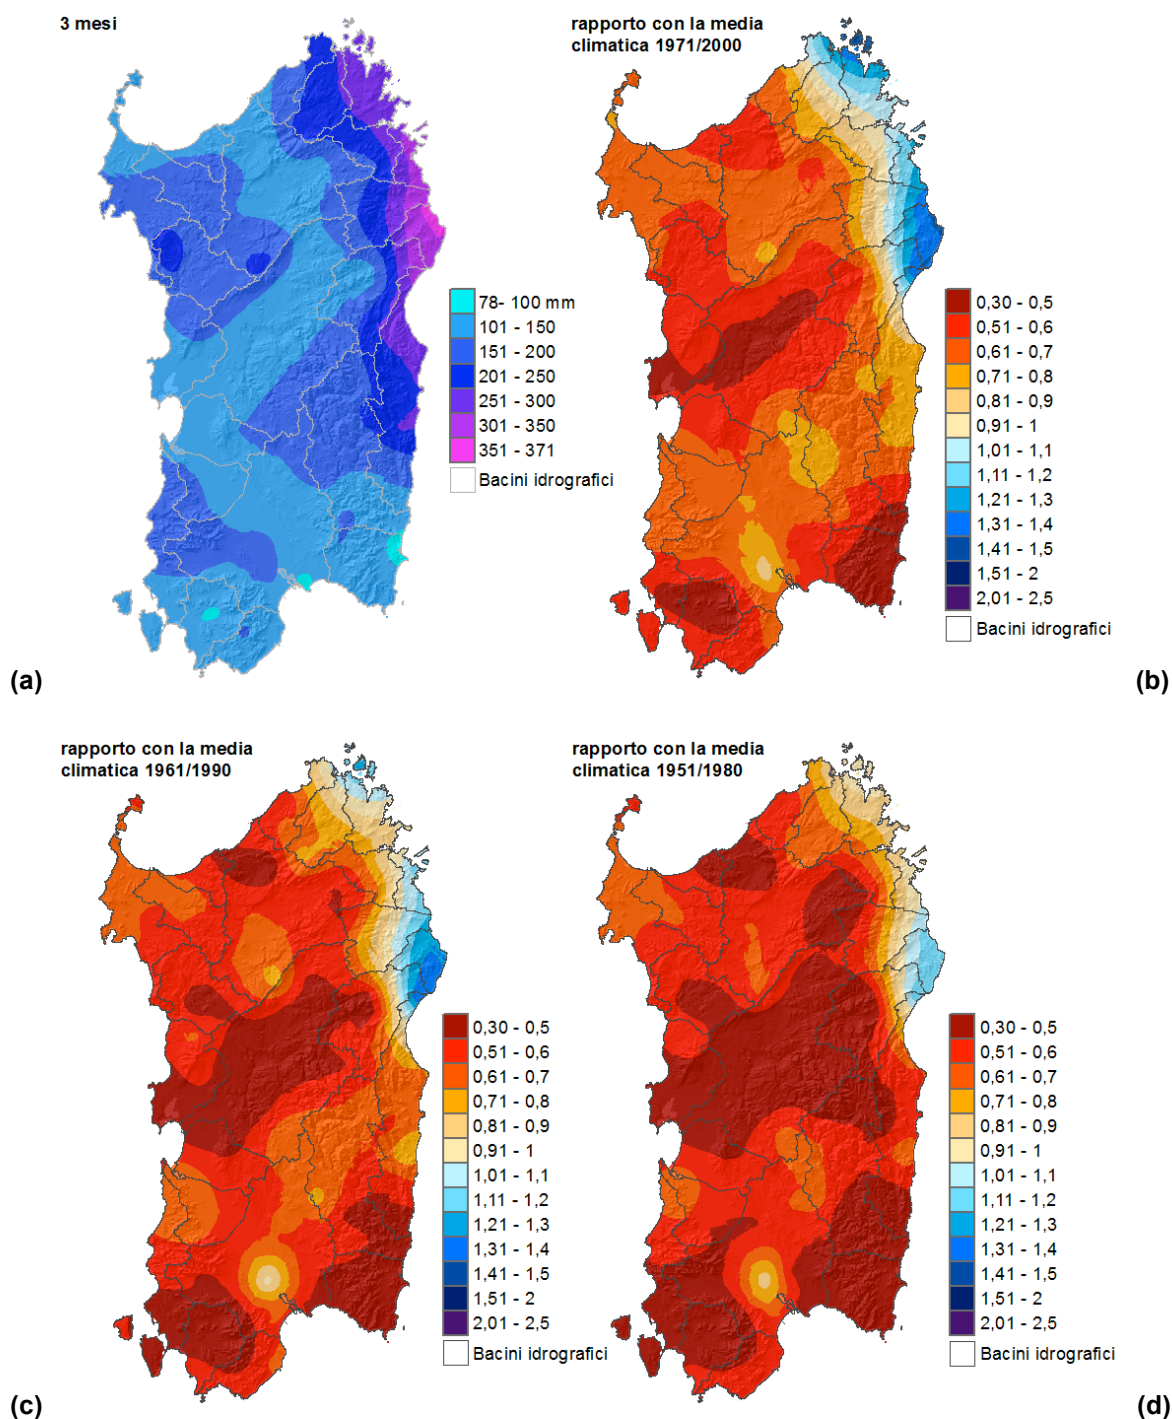 3 mesi
78- 100 mm
101 - 150
151 - 200
201 - 250
251 - 300
301 - 350
351 - 371
Bacini idrografici
(a)
rapporto con la media
climatica 1971/2000
0,30 - 0,5
0,51 - 0,6
0,61 - 0,7
0,71 - 0,8
0,81 - 0,9
0,91 - 1
1,01 - 1,1
1,11 - 1,2
1,21 - 1,3
1,31 - 1,4
1,41 - 1,5
1,51 - 2
2,01 - 2,5
Bacini idrografici
(b)
rapporto con la media
climatica 1961/1990
0,30 - 0,5
0,51 - 0,6
0,61 - 0,7
0,71 - 0,8
0,81 - 0,9
0,91 - 1
1,01 - 1,1
1,11 - 1,2
1,21 - 1,3
1,31 - 1,4
1,41 - 1,5
1,51 - 2
2,01 - 2,5
Bacini idrografici
(c)
rapporto con la media
climatica 1951/1980
0,30 - 0,5
0,51 - 0,6
0,61 - 0,7
0,71 - 0,8
0,81 - 0,9
0,91 - 1
1,01 - 1,1
1,11 - 1,2
1,21 - 1,3
1,31 - 1,4
1,41 - 1,5
1,51 - 2
2,01 - 2,5
Bacini idrografici
(d)